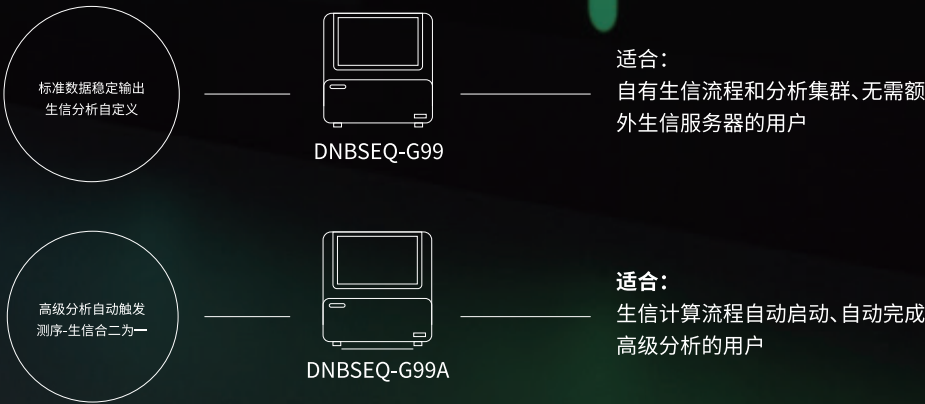 标准数据稳定输出
生信分析自定义
DNBSEQ-G99
适合：
自有生信流程和分析集群、无需额
外生信服务器的用户
高级分析自动触发
测序-生信合二为一
DNBSEQ-G99A
适合：
生信计算流程自动启动、自动完成
高级分析的用户